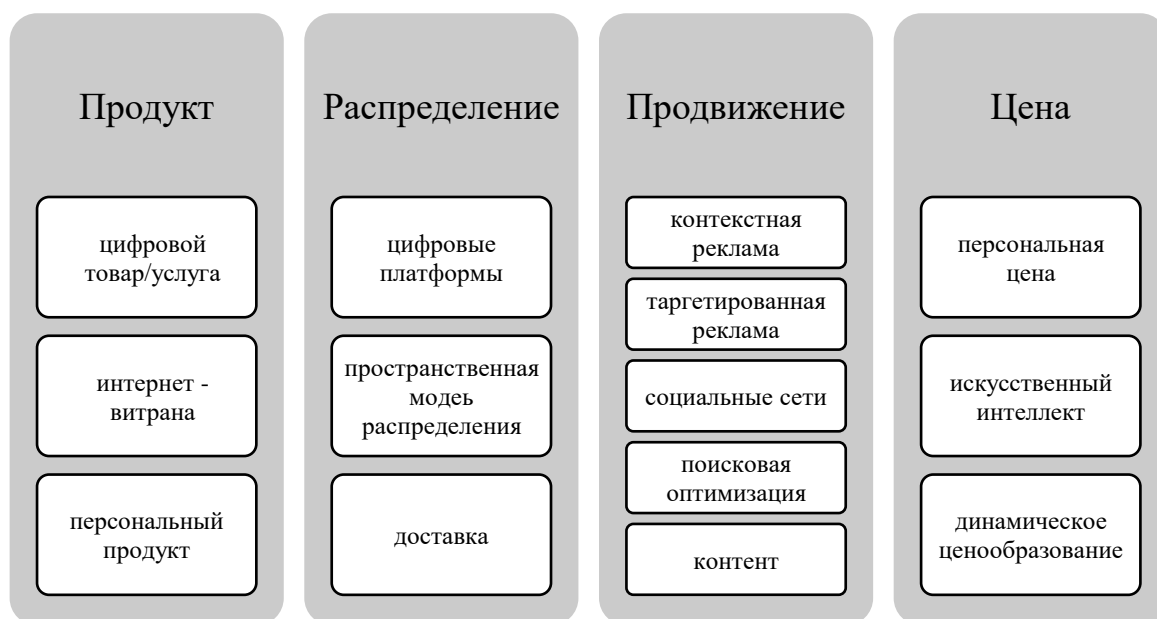 Продукт
цифровой
товар/услуга
интернет -
витрана
персональный
продукт
Распределение
цифровые
платформы
пространственная
модеь
распределения
доставка
Продвижение
контекстная
реклама
таргетированная
реклама
социальные сети
поисковая
оптимизация
контент
Цена
персональная
цена
искусственный
интеллект
динамическое
ценообразование